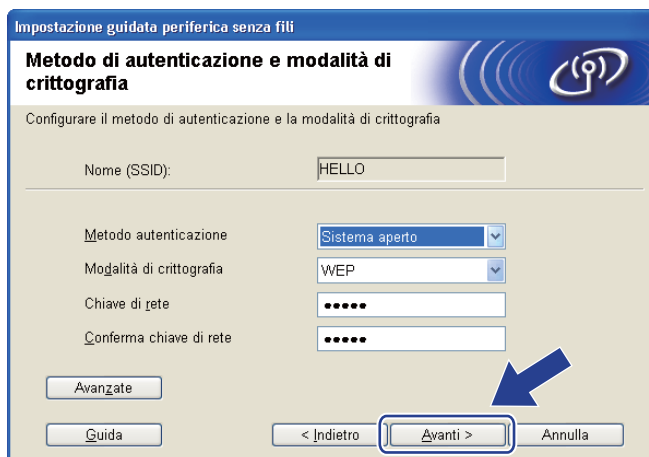 Impostazione guidata periferica senza fili
Metodo di autenticazione e modalità di
crittografia
Configurare il metodo di autenticazione e la modalità di crittografia
Nome (SSID): HELLO
Metodo autenticazione Sistema aperto
Modalità di crittografia WEP
Chiave di rete •••••
Conferma chiave di rete •••••
Avanzate
Guida < Indietro Avanti > Annulla